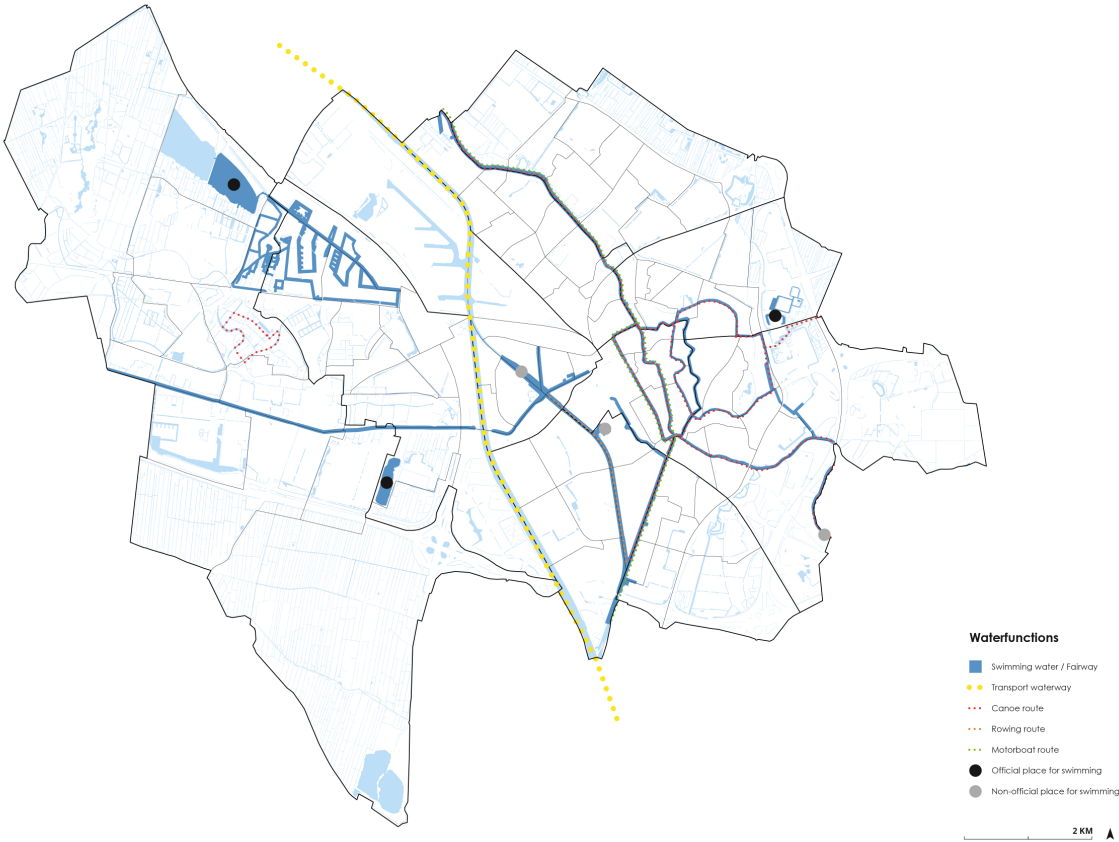 Waterfunctions
Swimming water / Fairway
Transport waterway
Canoe route
Rowing route
Motorboat route
Official place for swimming
Non-official place for swimming
2 KM